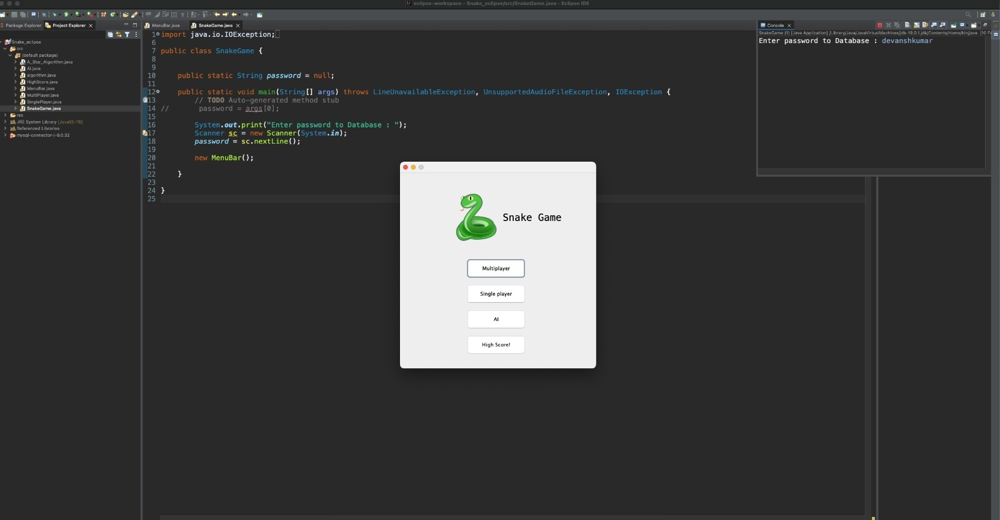 eclipse-workspace - Snake_eclipse/src/SnakeGame.java - Eclipse IDE
Package Explorer
Project Explorer
Snake_eclipse
src
(default package)
A_Star_Algorithm.java
AI.java
algorithm.java
HighScore.java
MenuBar.java
MultiPlayer.java
SinglePlayer.java
SnakeGame.java
res
JRE System Library [JavaSE-18]
Referenced Libraries
mysql-connector-j-8.0.32
MenuBar.java
SnakeGame.java
1 import java.io.IOException;
6
7 public class SnakeGame {
8
9
10 public static String password = null;
11
12 public static void main(String[] args) throws LineUnavailableException, UnsupportedAudioFileException, IOException {
13 // TODO Auto-generated method stub
14 // password = args[0];
15
16 System.out.print("Enter password to Database : ");
17 Scanner sc = new Scanner(System.in);
18 password = sc.nextLine();
19
20 new MenuBar();
21
22 }
23
24 }
25
Console
SnakeGame (1) [Java Application] /Library/Java/JavaVirtualMachines/jdk-18.0.1.jdk/Contents/Home/bin/java (10 Fe
Enter password to Database : devanshkumar
Snake Game
Multiplayer
Single player
AI
High Score!